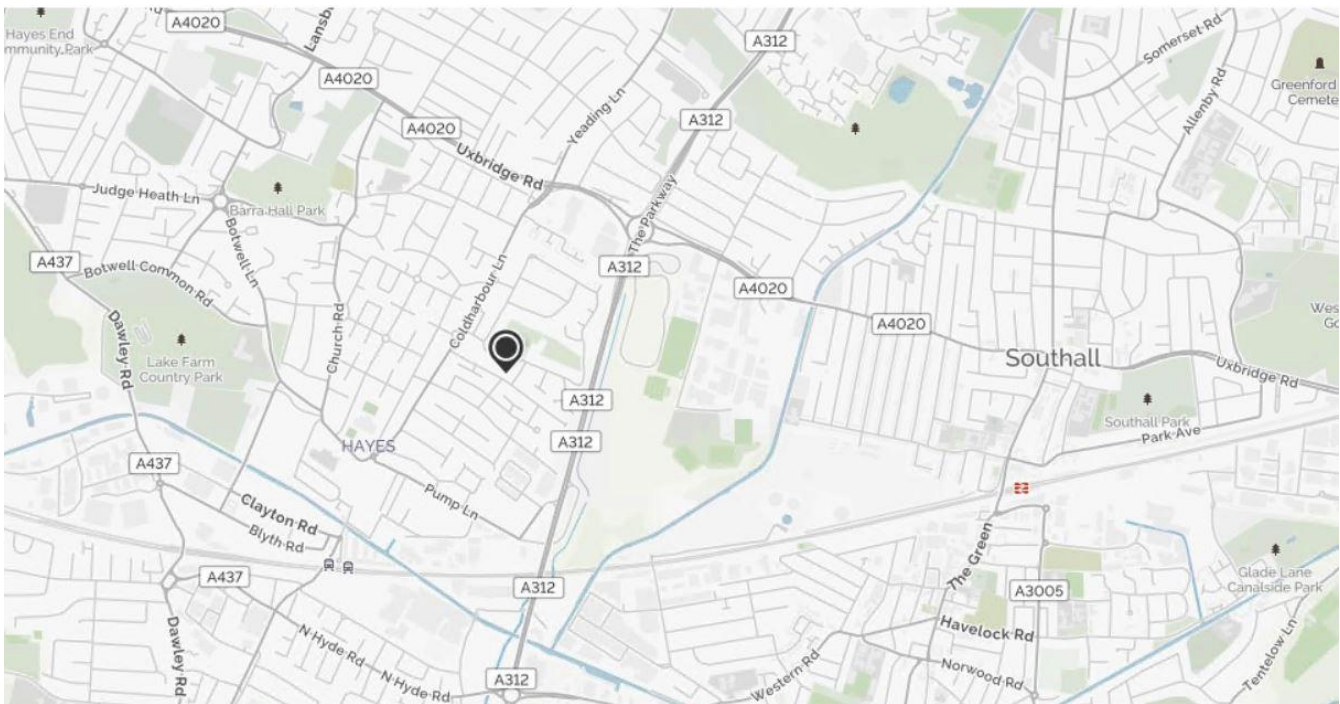 A4020
Hayes End
mmunity Park
Lansb
A312
Somerset Rd
A4020
Allenby Rd
Greenford
Cemete
A4020
Yeading Ln
A312
Uxbridge Rd
Judge Heath Ln
Barra Hall Park
The Parkway
A437
Botwell Ln
Botwell Common Rd
A312
Coldharbour Ln
A4020
Wes
Go
Dawley Rd
Church Rd
A4020
Lake Farm
Country Park
Southall
Uxbridge Rd
A312
Southall Park
Park Ave
HAYES
A312
A437
Pump Ln
Clayton Rd
Blyth Rd
The Green
A437
A312
A3005
Glade Lane
Canalside Park
Dawley Rd
N Hyde Rd
Havelock Rd
N Hyde Rd
A312
Western Rd
Norwood Rd
Tentelow Ln